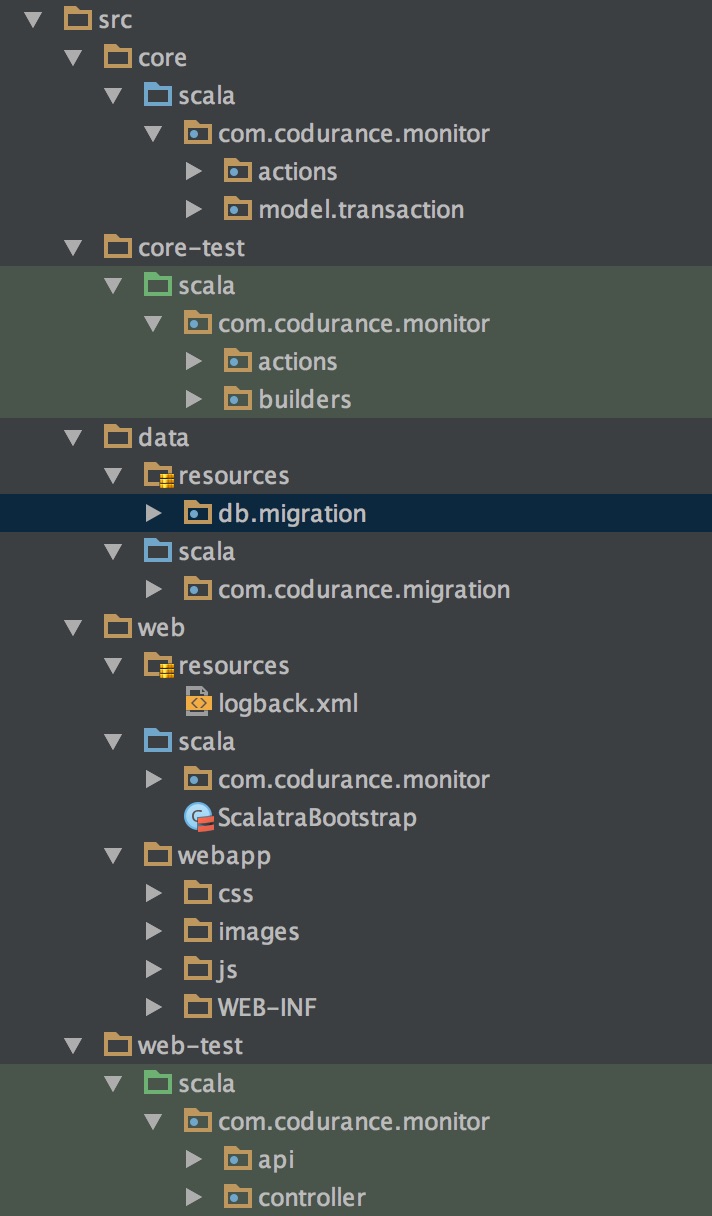 src
core
scala
com.codurance.monitor
actions
model.transaction
core-test
scala
com.codurance.monitor
actions
builders
data
resources
db.migration
scala
com.codurance.migration
web
resources
logback.xml
scala
com.codurance.monitor
ScalatraBootstrap
webapp
css
images
js
WEB-INF
web-test
scala
com.codurance.monitor
api
controller